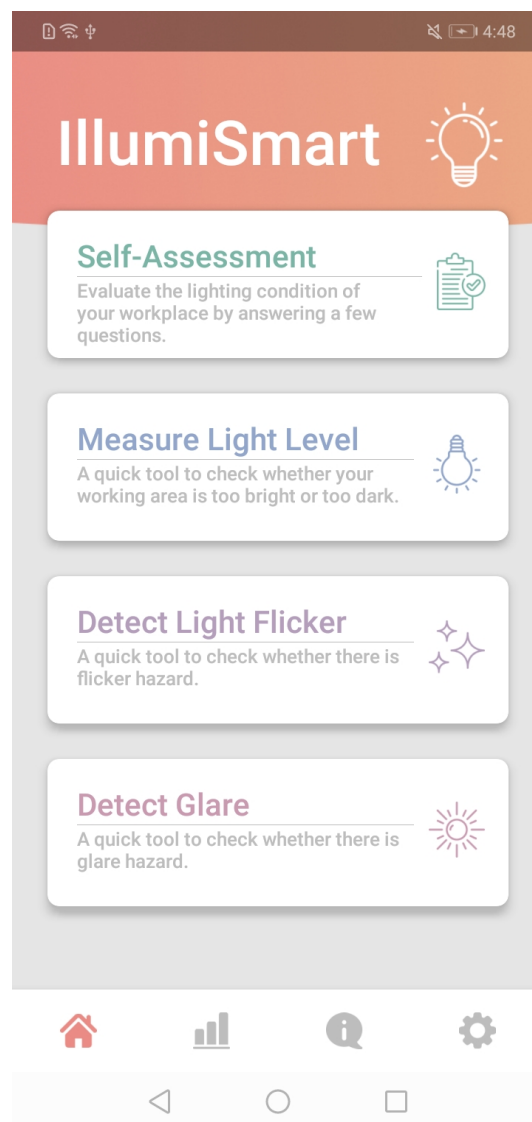 4:48
IllumiSmart
Self-Assessment
Evaluate the lighting condition of
your workplace by answering a few
questions.
Measure Light Level
A quick tool to check whether your
working area is too bright or too dark.
Detect Light Flicker
A quick tool to check whether there is
flicker hazard.
Detect Glare
A quick tool to check whether there is
glare hazard.